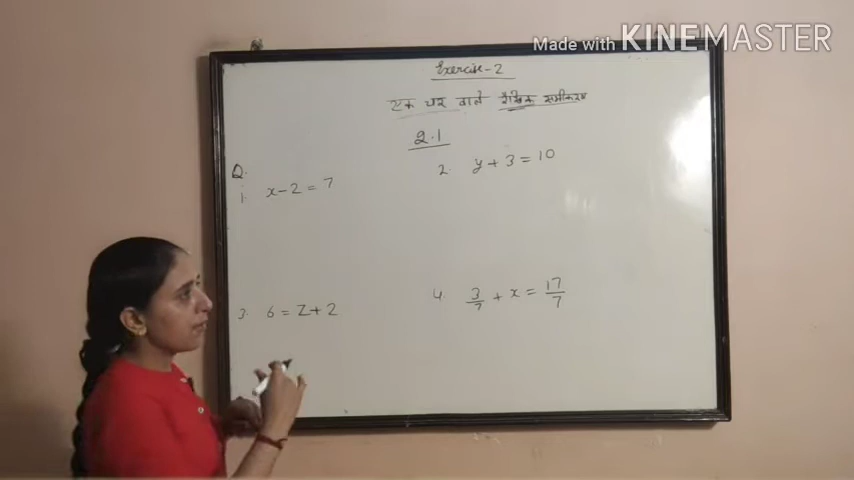 Made with KINEMASTER
Exercise-2
एक चर वाले रैखिक समीकरण
2.1
Q.
1. x-2=7
2. y+3=10
3. 6=Z+2
4. 3/7 + x = 17/7